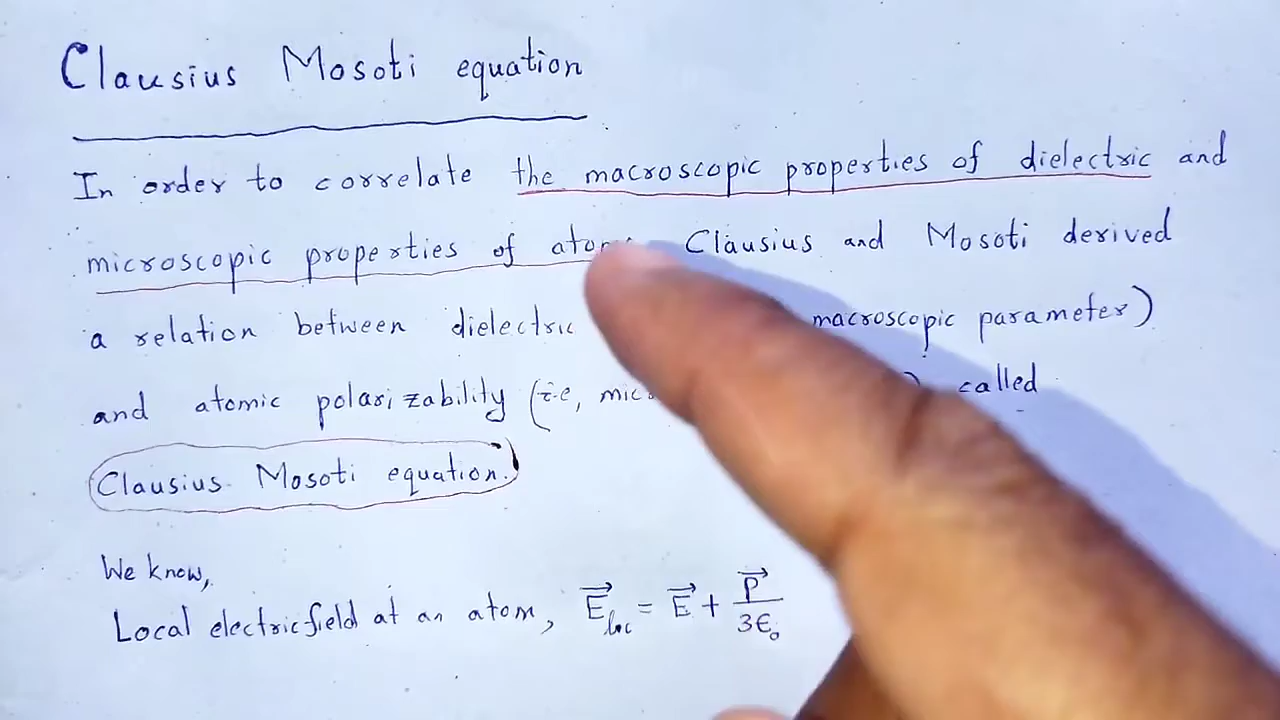 Clausius Mosoti equation
In order to correlate the macroscopic properties of dielectric and
microscopic properties of Clausius and Mosoti derived
a relation between dielectric macroscopic parameter)
and atomic polarizability (i.e, called
Clausius Mosoti equation.
We know,
Local electric field at an atom, E⃗loc = E⃗ + P⃗/3ϵ₀